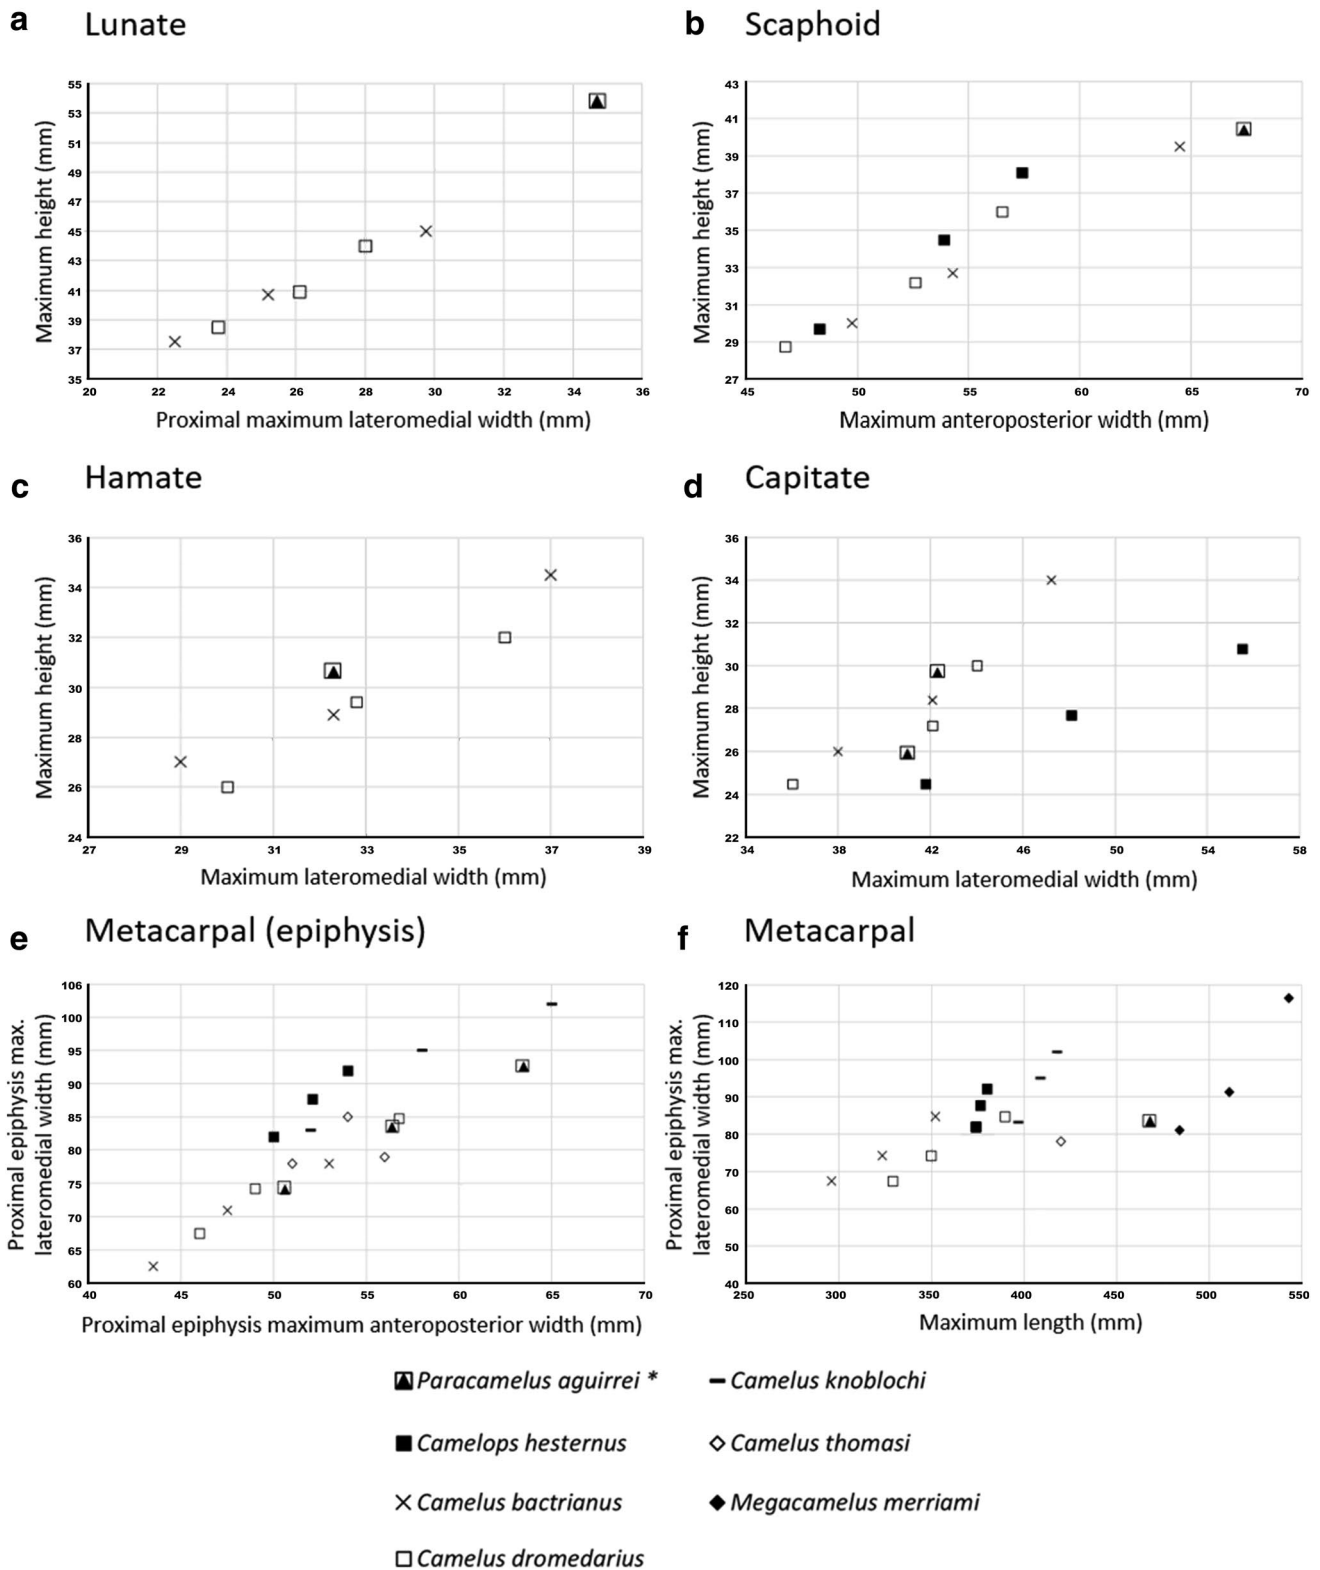 a Lunate
Maximum height (mm)
55
53
51
49
47
45
43
41
39
37
35
20 22 24 26 28 30 32 34 36
Proximal maximum lateromedial width (mm)
b Scaphoid
Maximum height (mm)
43
41
39
37
35
33
31
29
27
45 50 55 60 65 70
Maximum anteroposterior width (mm)
c Hamate
Maximum height (mm)
36
34
32
30
28
26
24
27 29 31 33 35 37 39
Maximum lateromedial width (mm)
d Capitate
Maximum height (mm)
36
34
32
30
28
26
24
22
34 38 42 46 50 54 58
Maximum lateromedial width (mm)
e Metacarpal (epiphysis)
Proximal epiphysis max.
lateromedial width (mm)
106
100
95
90
85
80
75
70
65
60
40 45 50 55 60 65 70
Proximal epiphysis maximum anteroposterior width (mm)
f Metacarpal
Proximal epiphysis max.
lateromedial width (mm)
120
110
100
90
80
70
60
50
40
250 300 350 400 450 500 550
Maximum length (mm)
Paracamelus aguirrei *
Camelops hesternus
Camelus bactrianus
Camelus dromedarius
Camelus knoblochi
Camelus thomasi
Megacamelus merriami